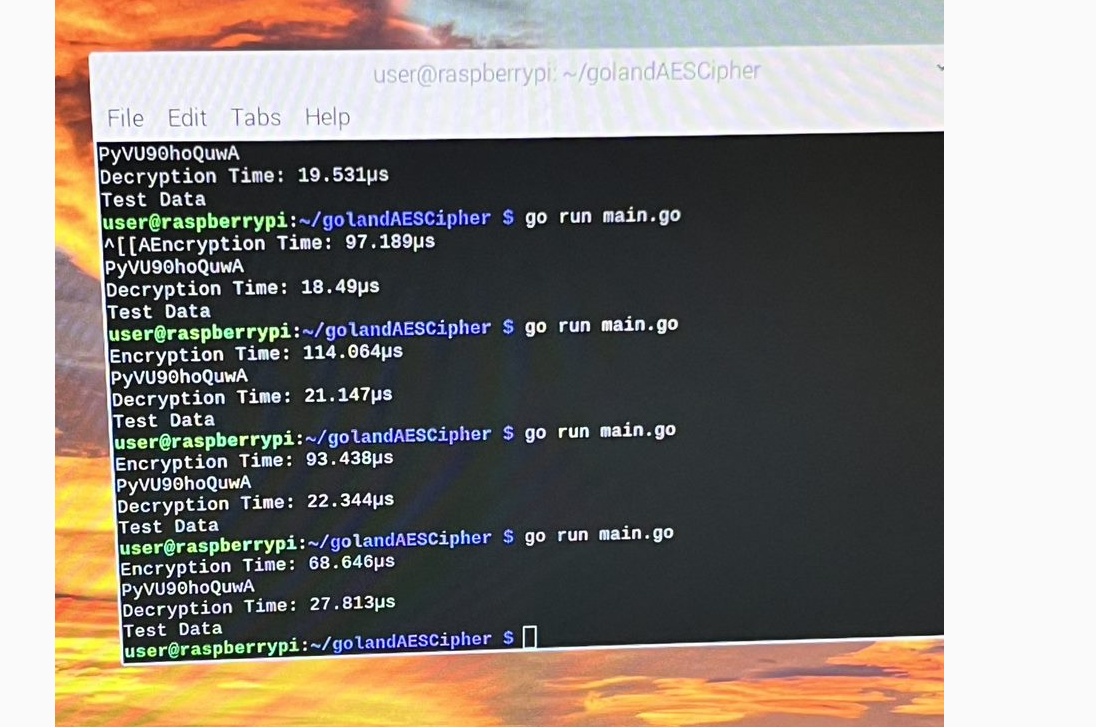 user@raspberrypi: ~/golandAESCipher
File Edit Tabs Help
PyVU90hoQuwA
Decryption Time: 19.531µs
Test Data
user@raspberrypi:~/golandAESCipher $ go run main.go
^[[AEncryption Time: 97.189µs
PyVU90hoQuwA
Decryption Time: 18.49µs
Test Data
user@raspberrypi:~/golandAESCipher $ go run main.go
Encryption Time: 114.064µs
PyVU90hoQuwA
Decryption Time: 21.147µs
Test Data
user@raspberrypi:~/golandAESCipher $ go run main.go
Encryption Time: 93.438µs
PyVU90hoQuwA
Decryption Time: 22.344µs
Test Data
user@raspberrypi:~/golandAESCipher $ go run main.go
Encryption Time: 68.646µs
PyVU90hoQuwA
Decryption Time: 27.813µs
Test Data
user@raspberrypi:~/golandAESCipher $